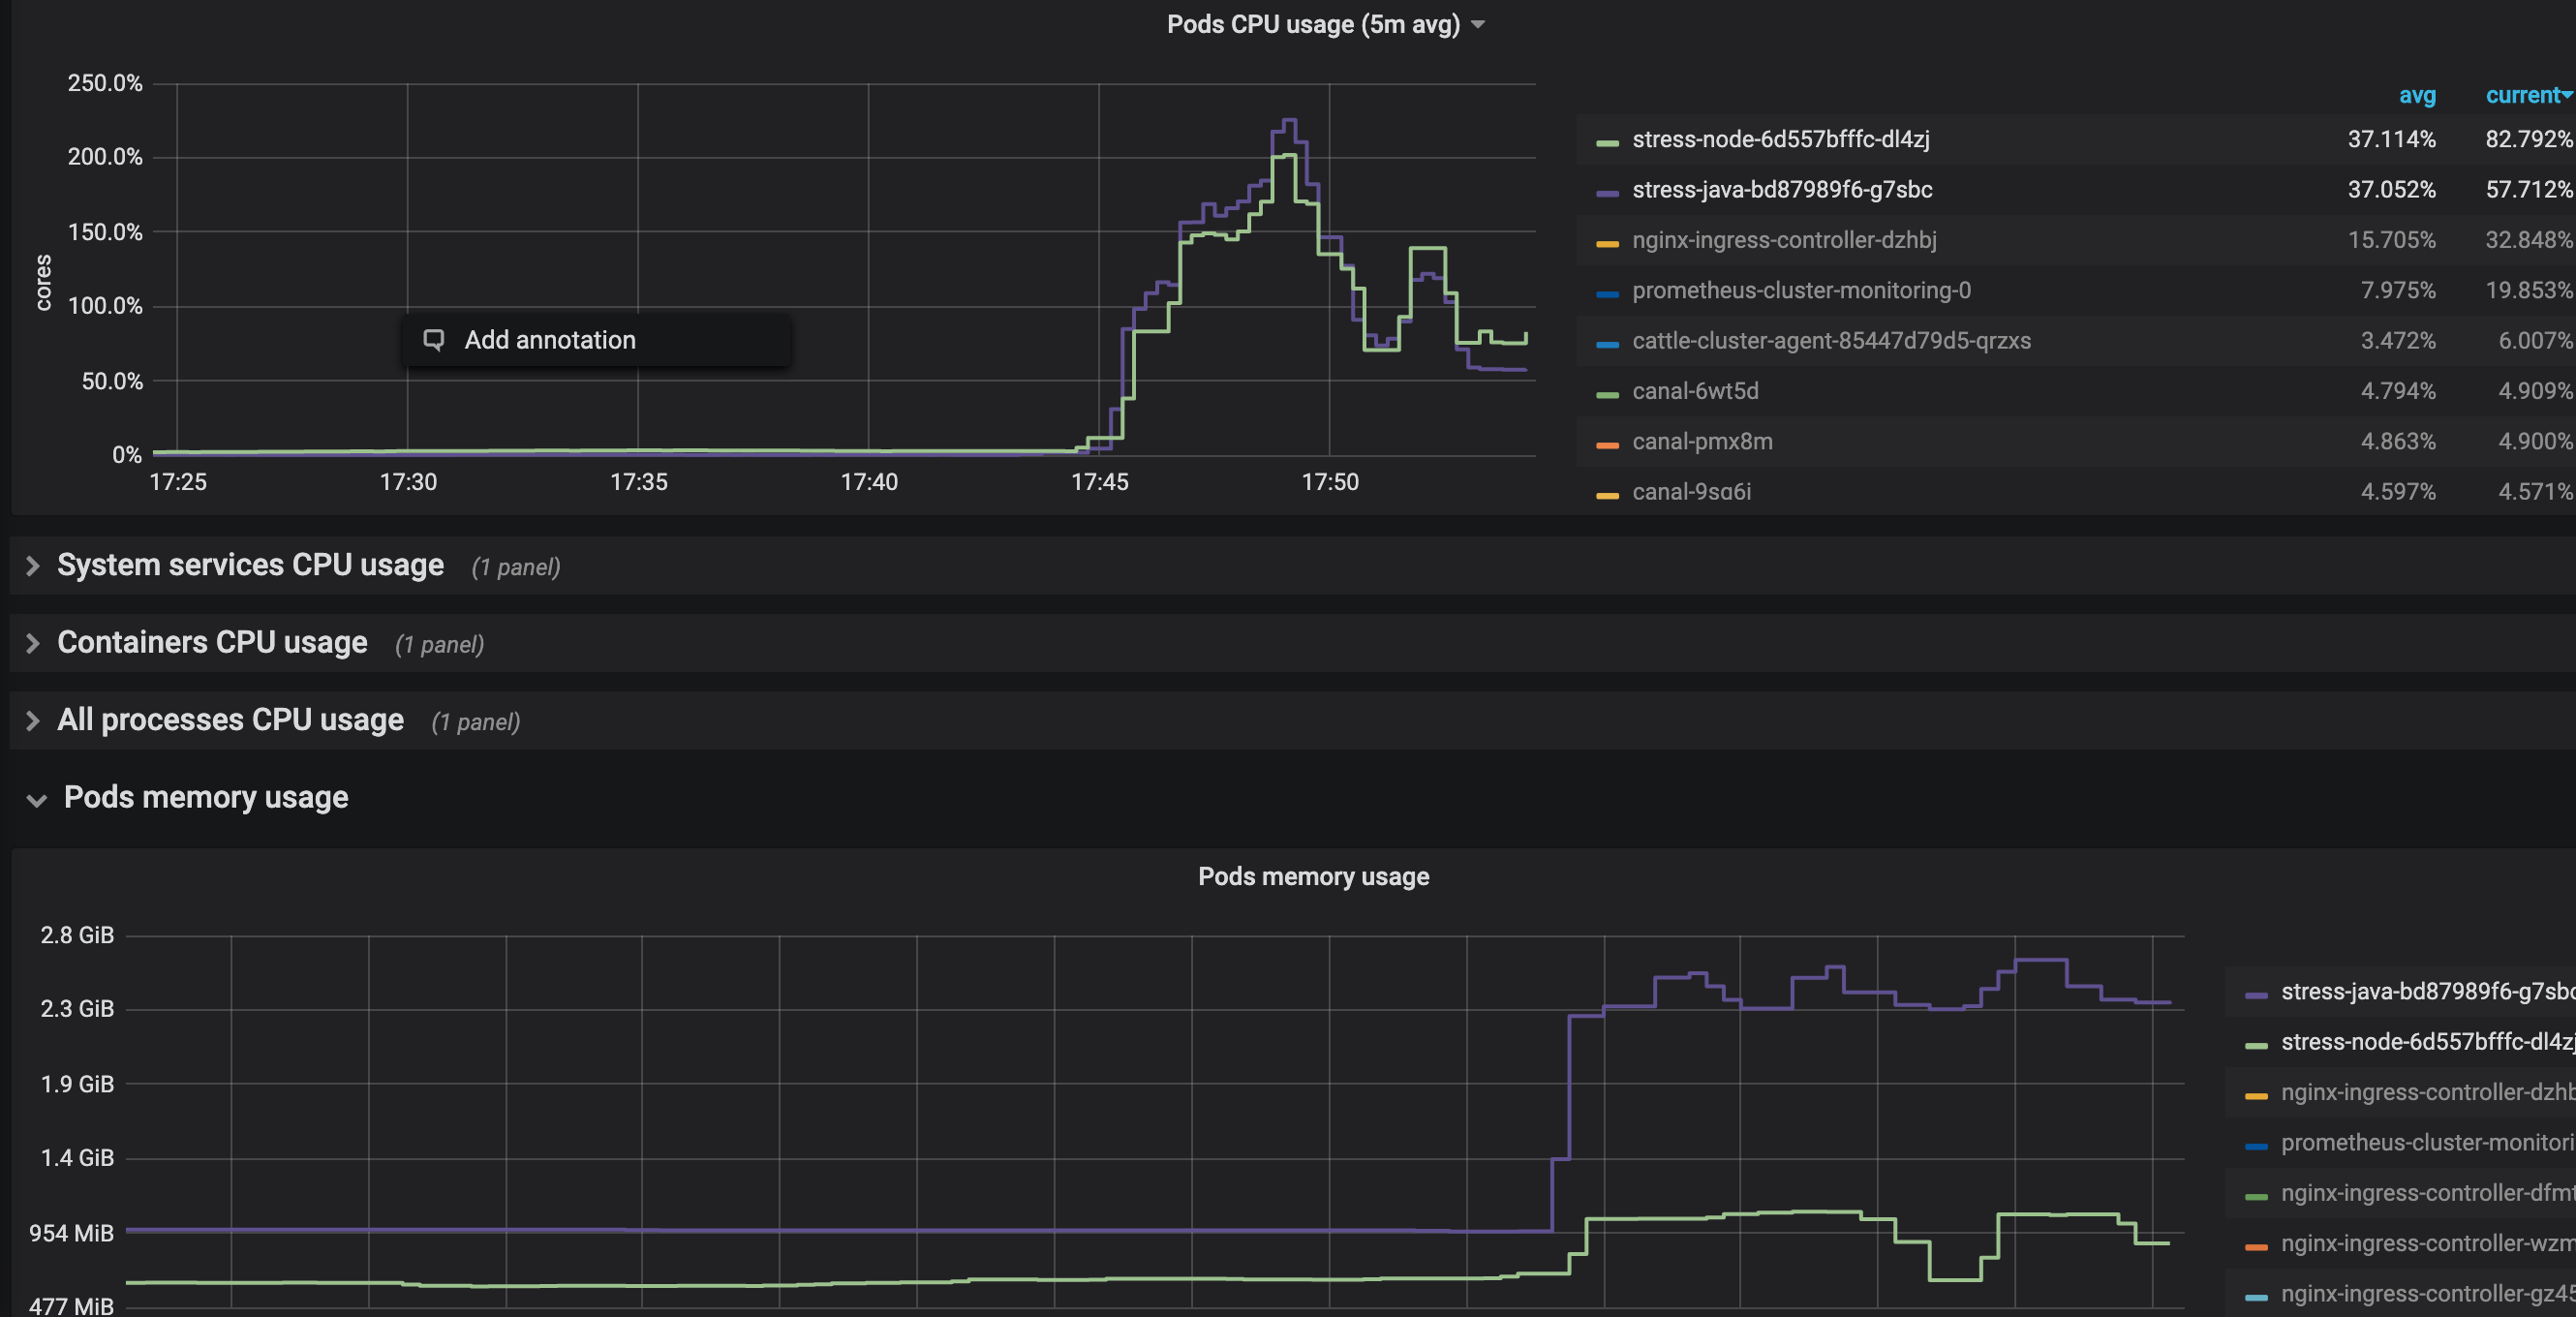 Pods CPU usage (5m avg)
250.0%
200.0%
150.0%
100.0%
50.0%
0%
cores
17:25 17:30 17:35 17:40 17:45 17:50
Add annotation
avg current
stress-node-6d557bfffc-dl4zj 37.114% 82.792%
stress-java-bd87989f6-g7sbc 37.052% 57.712%
nginx-ingress-controller-dzhbj 15.705% 32.848%
prometheus-cluster-monitoring-0 7.975% 19.853%
cattle-cluster-agent-85447d79d5-qrzxs 3.472% 6.007%
canal-6wt5d 4.794% 4.909%
canal-pmx8m 4.863% 4.900%
4.597% 4.571%
System services CPU usage (1 panel)
Containers CPU usage (1 panel)
All processes CPU usage (1 panel)
Pods memory usage
Pods memory usage
2.8 GiB
2.3 GiB
1.9 GiB
1.4 GiB
954 MiB
477 MiB
stress-java-bd87989f6-g7sbc
stress-node-6d557bfffc-dl4zj
nginx-ingress-controller-dzhb
prometheus-cluster-monitori
nginx-ingress-controller-dfmt
nginx-ingress-controller-wzm
nginx-ingress-controller-gz45